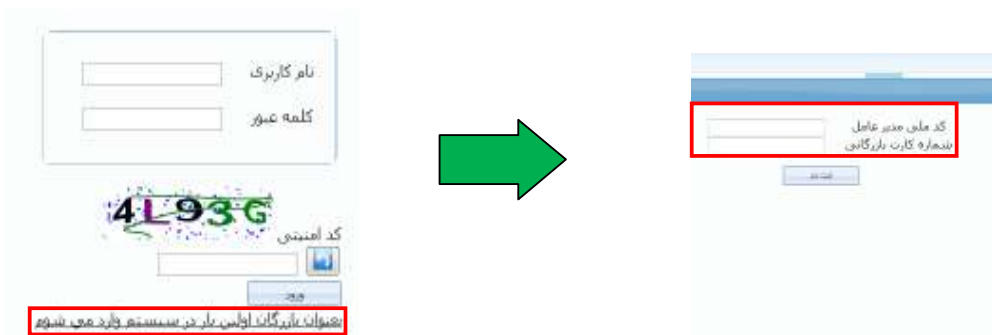 نام کاربری
کلمه عبور
4L93G
کد امنیتی
ورود
بعنوان بازرگان اولین بار در سیستم وارد می شوم
کد ملی مدیر عامل
شماره کارت بازرگانی